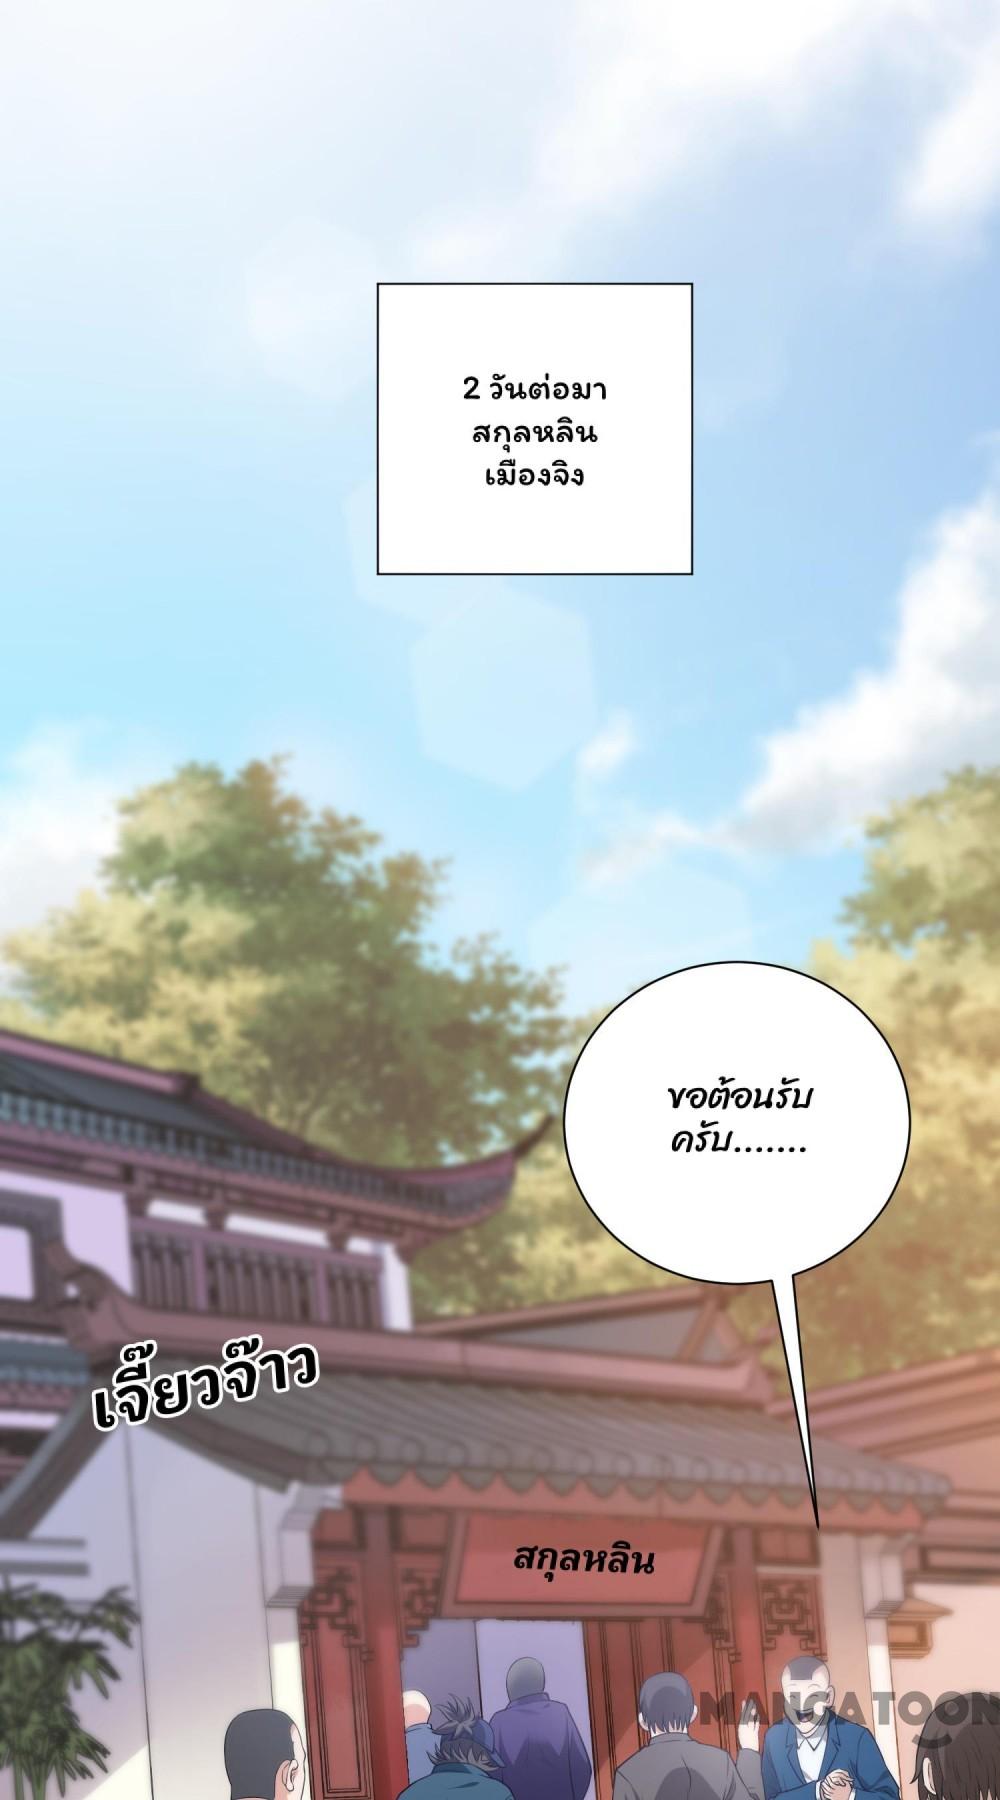 2 วันต่อมา
สกุลหลิน
เมืองจิง
ขอต้อนรับ
ครับ.......
เจี๊ยวจ๊าว
สกุลหลิน
MANGATOON